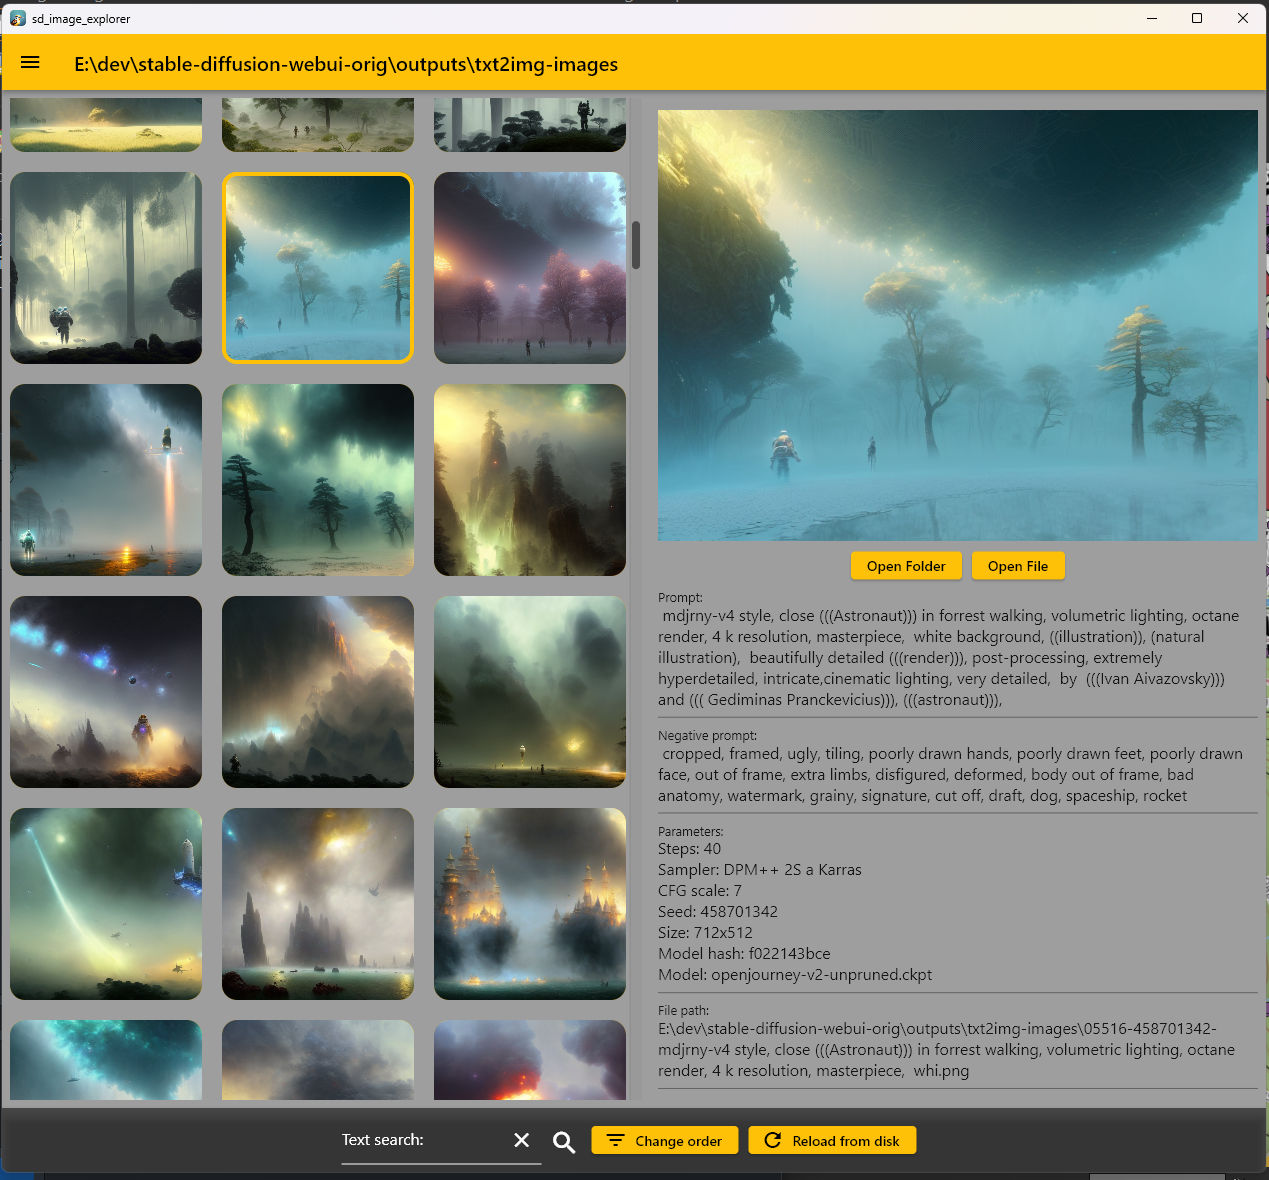 sd_image_explorer
E:\dev\stable-diffusion-webui-orig\outputs\txt2img-images
Open Folder
Open File
Prompt:
mdjrny-v4 style, close (((Astronaut))) in forrest walking, volumetric lighting, octane
render, 4 k resolution, masterpiece,  white background, ((illustration)), (natural
illustration),  beautifully detailed (((render))), post-processing, extremely
hyperdetailed, intricate,cinematic lighting, very detailed,  by  (((Ivan Aivazovsky)))
and ((( Gediminas Pranckevicius))), (((astronaut))),
Negative prompt:
cropped, framed, ugly, tiling, poorly drawn hands, poorly drawn feet, poorly drawn
face, out of frame, extra limbs, disfigured, deformed, body out of frame, bad
anatomy, watermark, grainy, signature, cut off, draft, dog, spaceship, rocket
Parameters:
Steps: 40
Sampler: DPM++ 2S a Karras
CFG scale: 7
Seed: 458701342
Size: 712x512
Model hash: f022143bce
Model: openjourney-v2-unpruned.ckpt
File path:
E:\dev\stable-diffusion-webui-orig\outputs\txt2img-images\05516-458701342-
mdjrny-v4 style, close (((Astronaut))) in forrest walking, volumetric lighting, octane
render, 4 k resolution, masterpiece,  whi.png
Text search:
Change order
Reload from disk